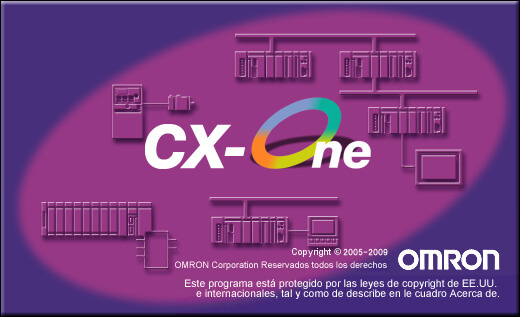 CX-One
Copyright © 2005-2009
OMRON Corporation Reservados todos los derechos
OMRON
Este programa está protegido por las leyes de copyright de EE.UU.
e internacionales, tal y como de describe en le cuadro Acerca de.